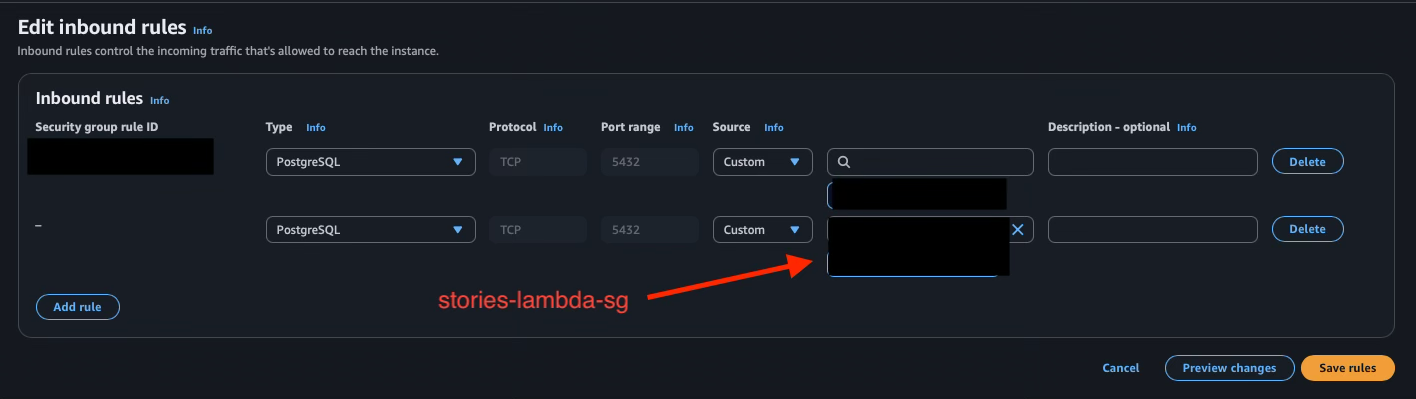 Edit inbound rules Info
Inbound rules control the incoming traffic that's allowed to reach the instance.
Inbound rules Info
Security group rule ID Type Info Protocol Info Port range Info Source Info Description - optional Info
PostgreSQL TCP 5432 Custom Delete
– PostgreSQL TCP 5432 Custom Delete
stories-lambda-sg
Add rule
Cancel Preview changes Save rules